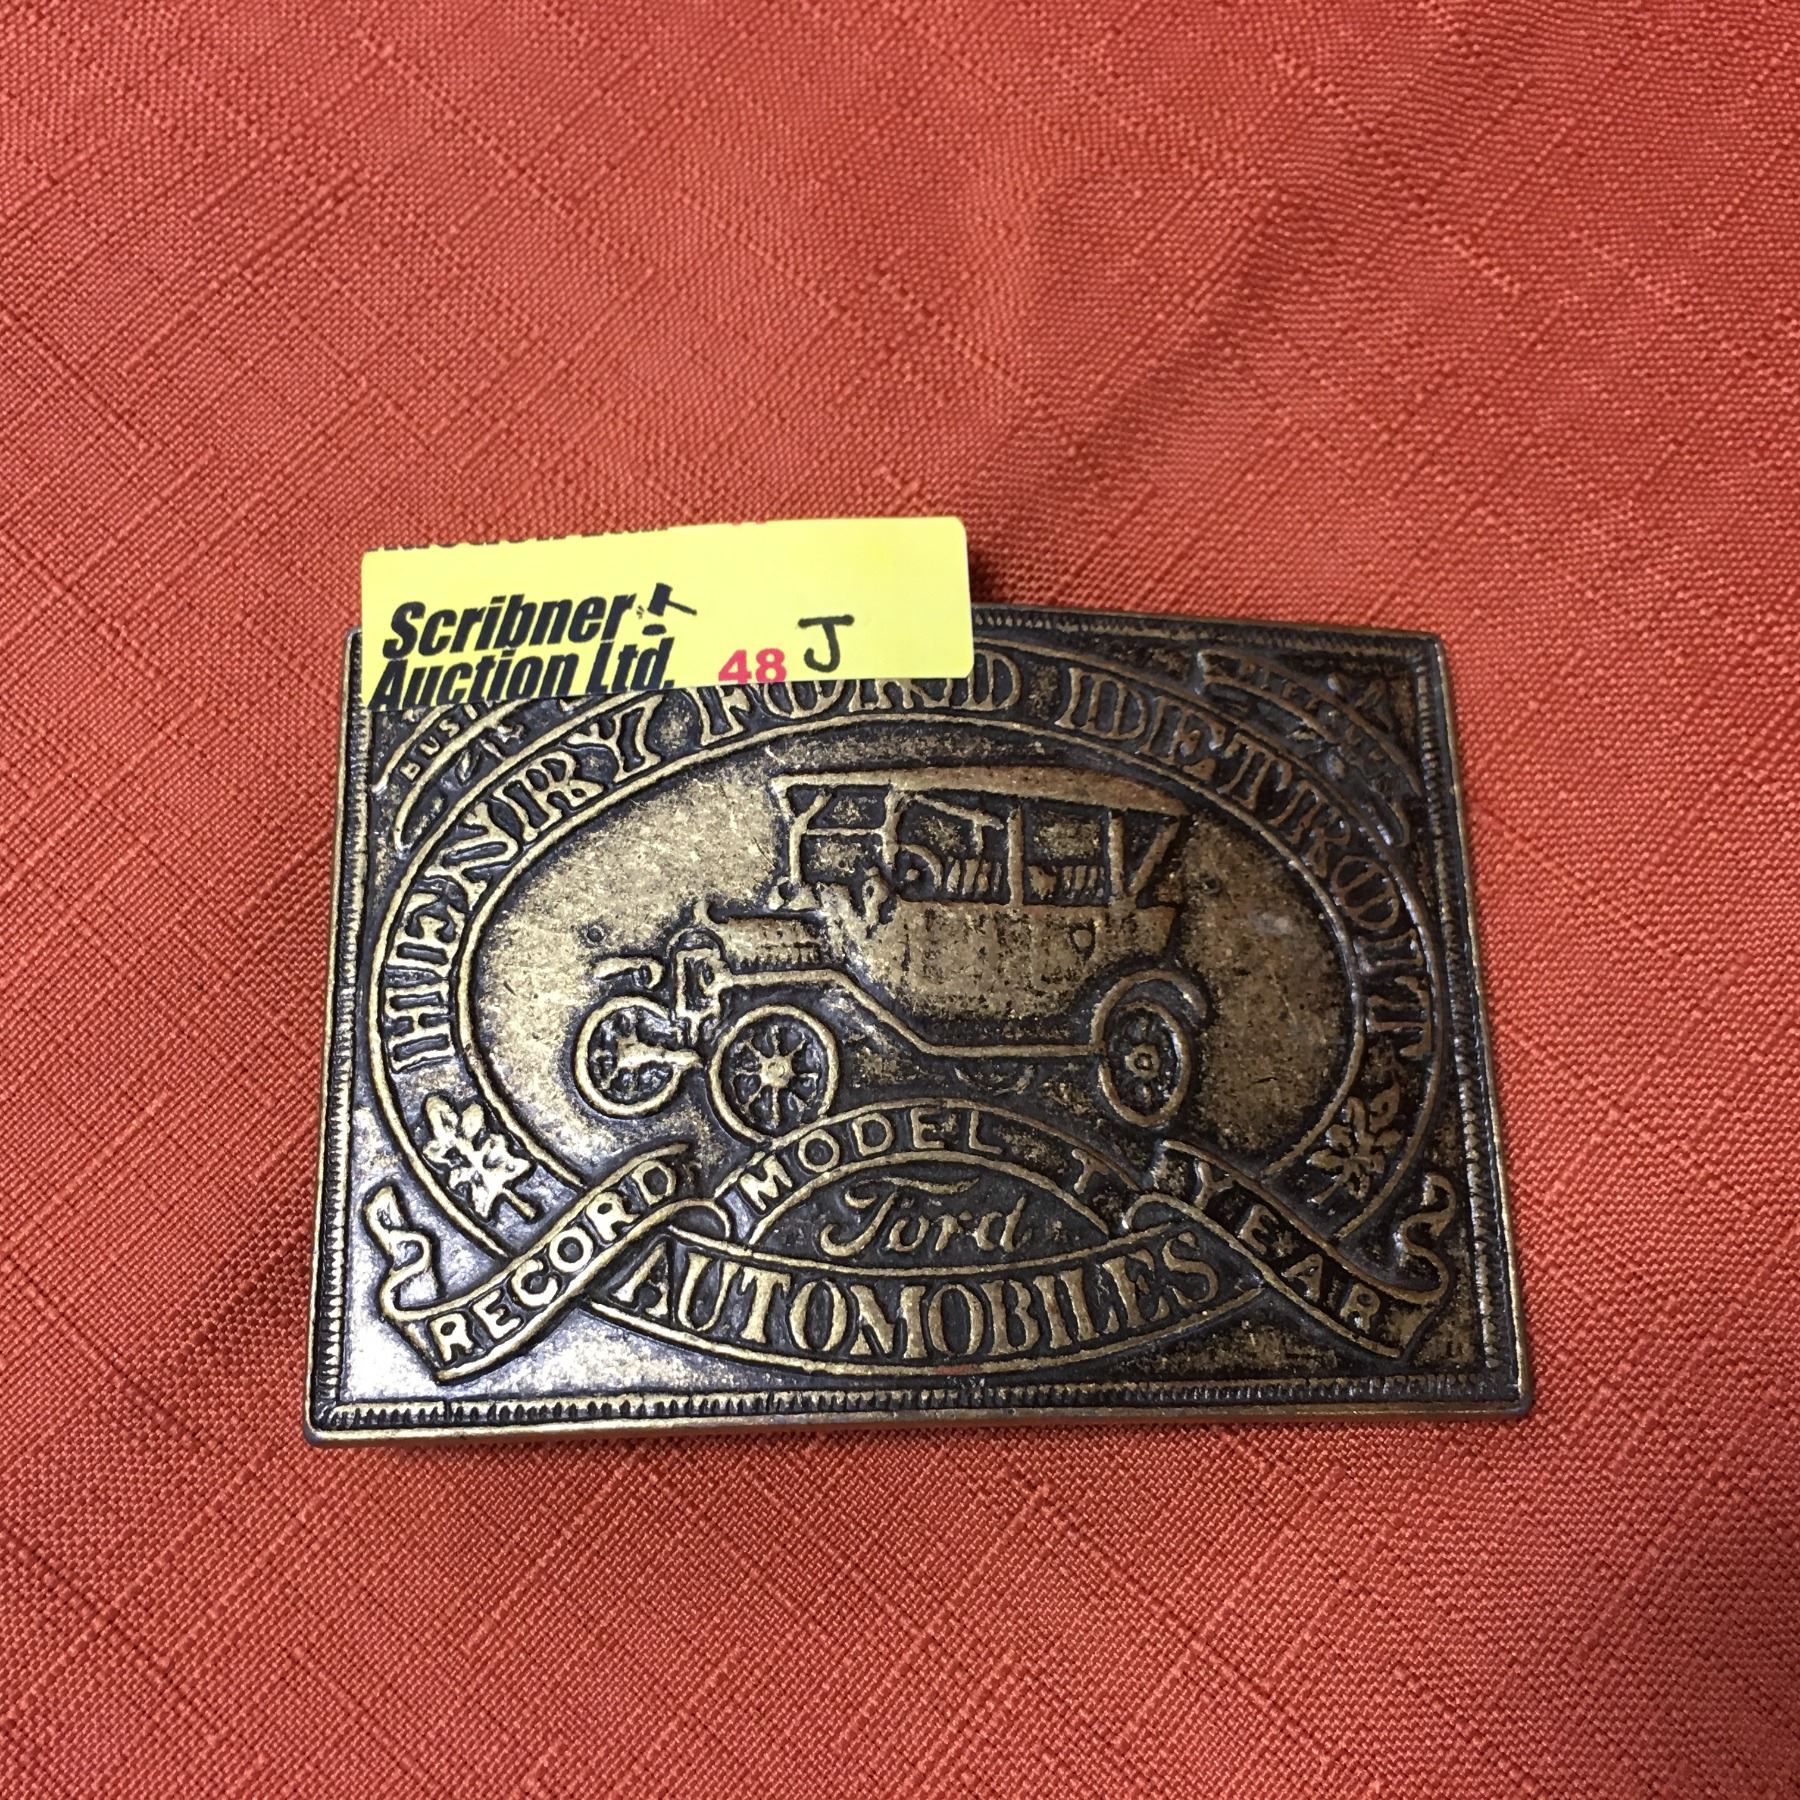 Scribner
Auction Ltd.
48 J
HENRY FORD DETROIT
RECORD MODEL T YEAR
Ford
AUTOMOBILES